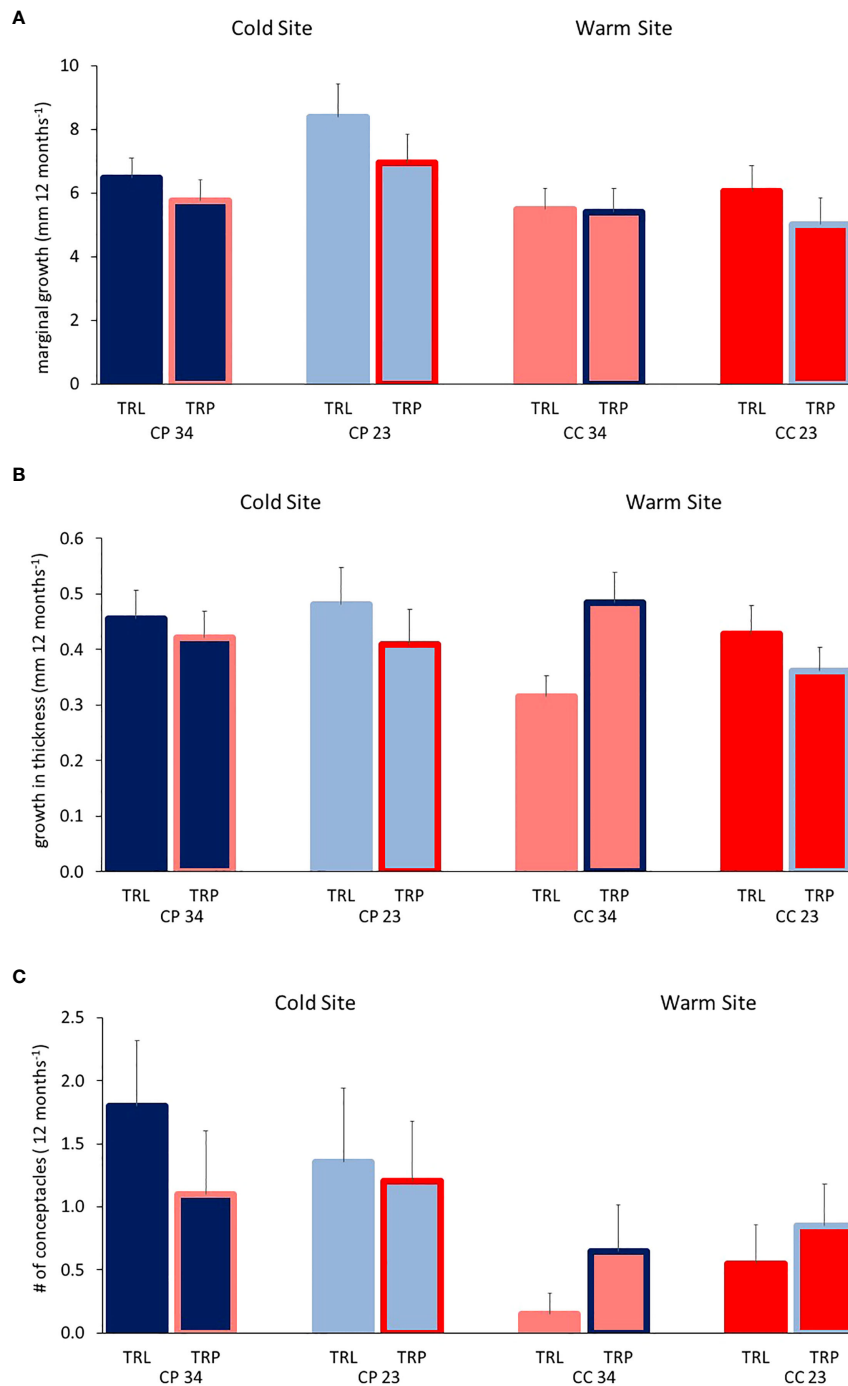 A
Cold Site Warm Site
marginal growth (mm 12 months⁻¹)
10
8
6
4
2
0
TRL TRP TRL TRP TRL TRP TRL TRP
CP 34 CP 23 CC 34 CC 23
B
Cold Site Warm Site
growth in thickness (mm 12 months⁻¹)
0.6
0.5
0.4
0.3
0.2
0.1
0.0
TRL TRP TRL TRP TRL TRP TRL TRP
CP 34 CP 23 CC 34 CC 23
C
Cold Site Warm Site
# of conceptacles ( 12 months⁻¹)
2.5
2.0
1.5
1.0
0.5
0.0
TRL TRP TRL TRP TRL TRP TRL TRP
CP 34 CP 23 CC 34 CC 23